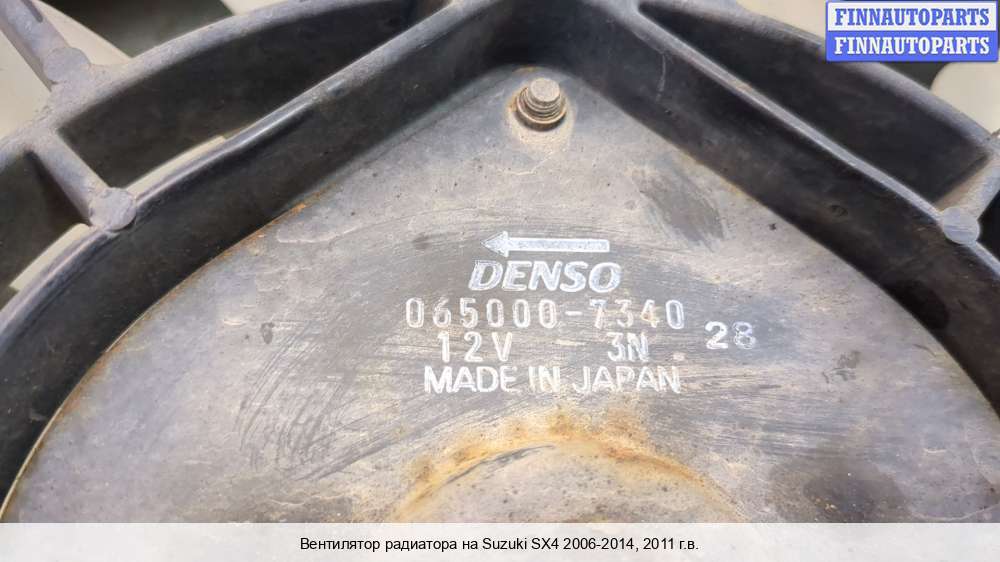 FINNAUTOPARTS
FINNAUTOPARTS
DENSO
065000-7340
12V 3N 28
MADE IN JAPAN
Вентилятор радиатора на Suzuki SX4 2006-2014, 2011 г.в.